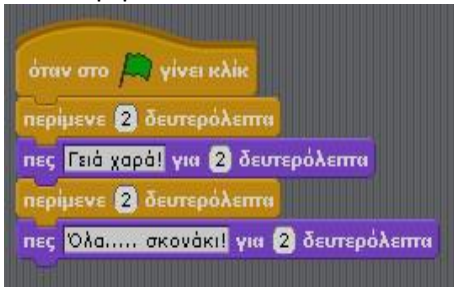 όταν στο γίνει κλίκ
περίμενε 2 δευτερόλεπτα
πες Γειά χαρά! για 2 δευτερόλεπτα
περίμενε 2 δευτερόλεπτα
πες Όλα..... σκονάκι! για 2 δευτερόλεπτα